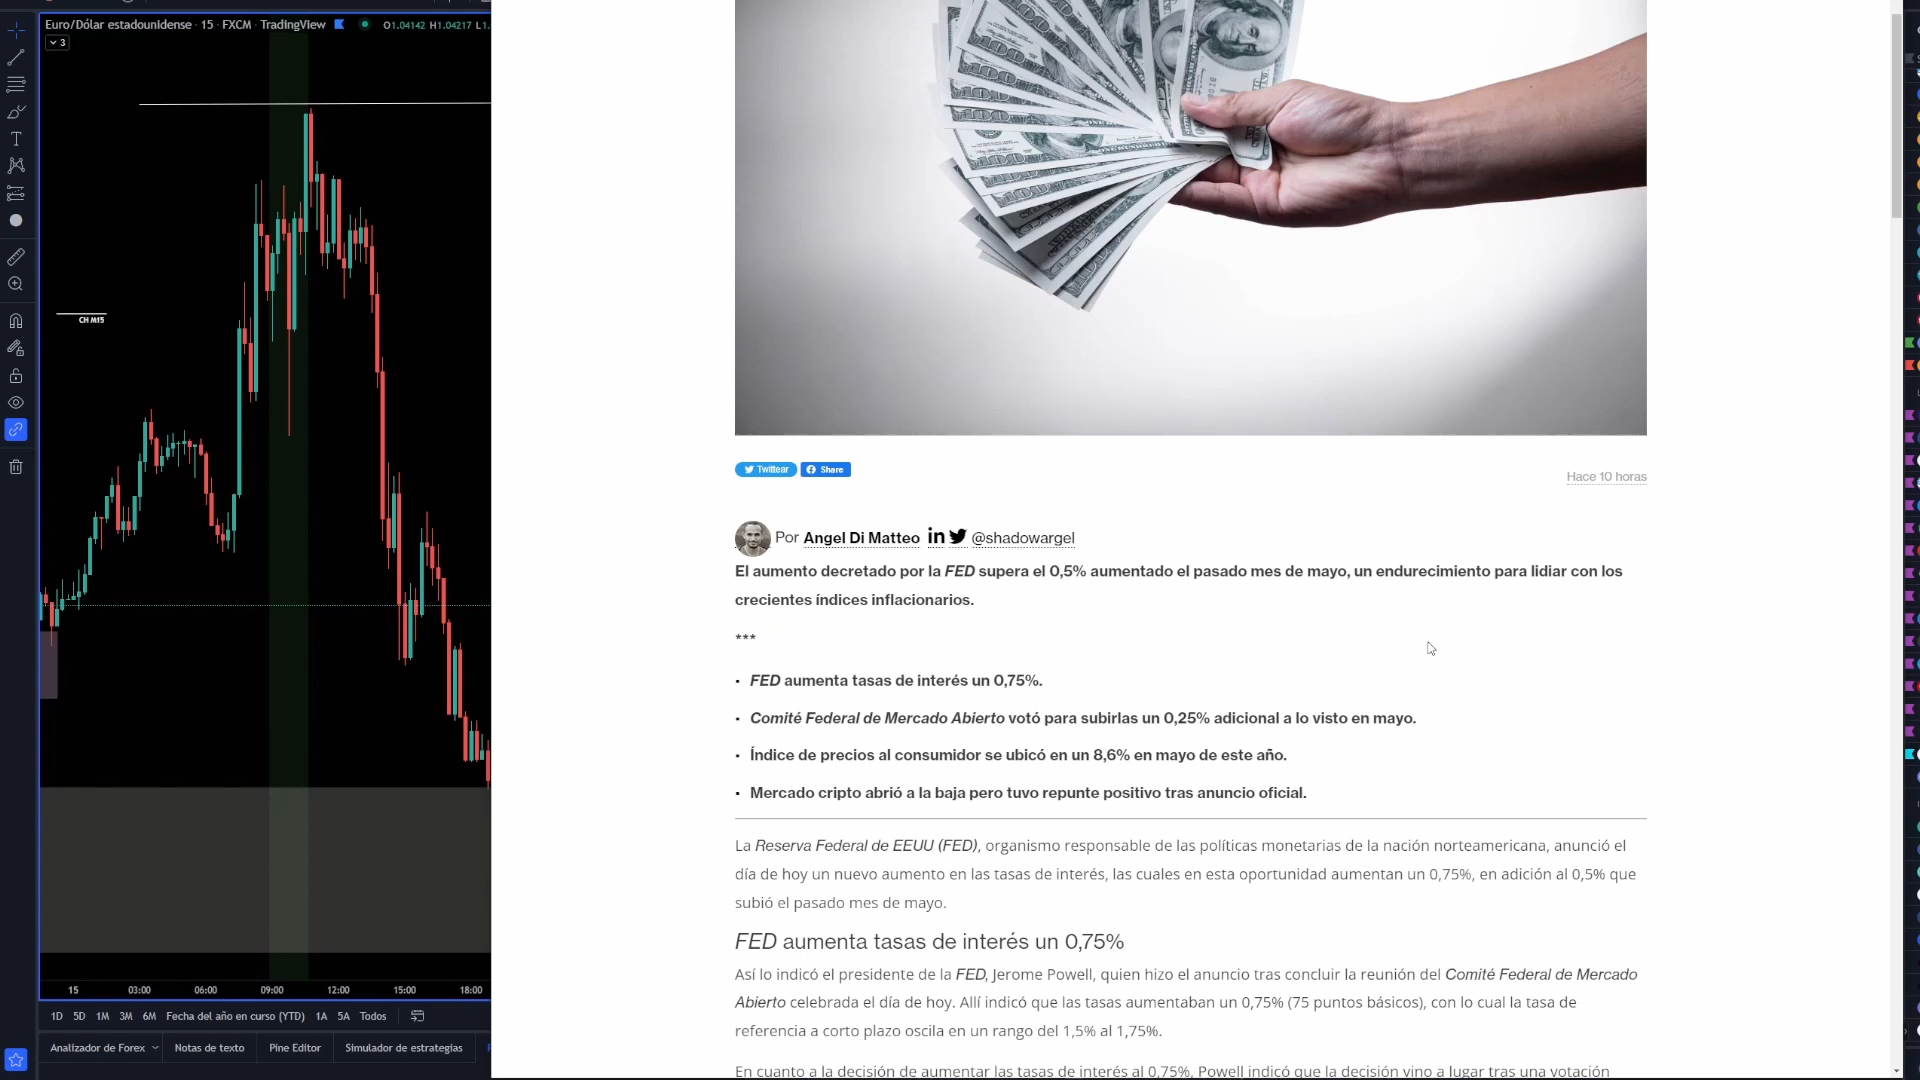 Euro/Dólar estadounidense · 15 · FXCM · TradingView O1.04142 H1.04217 L1.
3
CH M15
15 03:00 06:00 09:00 12:00 15:00 18:00
1D 5D 1M 3M 6M Fecha del año en curso (YTD) 1A 5A Todos
Analizador de Forex Notas de texto Pine Editor Simulador de estrategias
Twittear Share
Hace 10 horas
Por Angel Di Matteo in @shadowargel
El aumento decretado por la FED supera el 0,5% aumentado el pasado mes de mayo, un endurecimiento para lidiar con los
crecientes índices inflacionarios.
***
· FED aumenta tasas de interés un 0,75%.
· Comité Federal de Mercado Abierto votó para subirlas un 0,25% adicional a lo visto en mayo.
· Índice de precios al consumidor se ubicó en un 8,6% en mayo de este año.
· Mercado cripto abrió a la baja pero tuvo repunte positivo tras anuncio oficial.
La Reserva Federal de EEUU (FED), organismo responsable de las políticas monetarias de la nación norteamericana, anunció el
día de hoy un nuevo aumento en las tasas de interés, las cuales en esta oportunidad aumentan un 0,75%, en adición al 0,5% que
subió el pasado mes de mayo.
FED aumenta tasas de interés un 0,75%
Así lo indicó el presidente de la FED, Jerome Powell, quien hizo el anuncio tras concluir la reunión del Comité Federal de Mercado
Abierto celebrada el día de hoy. Allí indicó que las tasas aumentaban un 0,75% (75 puntos básicos), con lo cual la tasa de
referencia a corto plazo oscila en un rango del 1,5% al 1,75%.
En cuanto a la decisión de aumentar las tasas de interés al 0,75%, Powell indicó que la decisión vino a lugar tras una votación